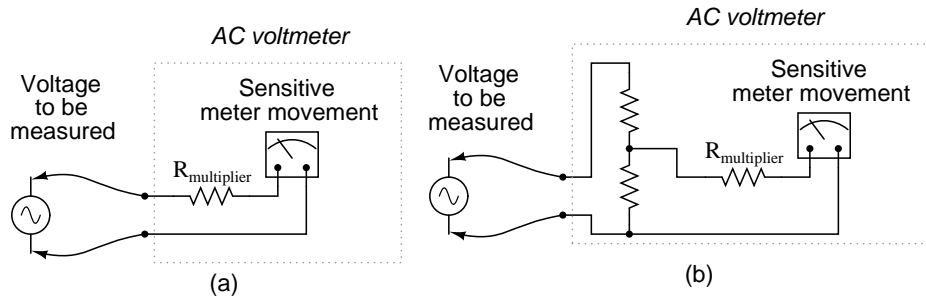 AC voltmeter
Voltage
to be
measured
Sensitive
meter movement
Rmultiplier
(a)
AC voltmeter
Voltage
to be
measured
Sensitive
meter movement
Rmultiplier
(b)